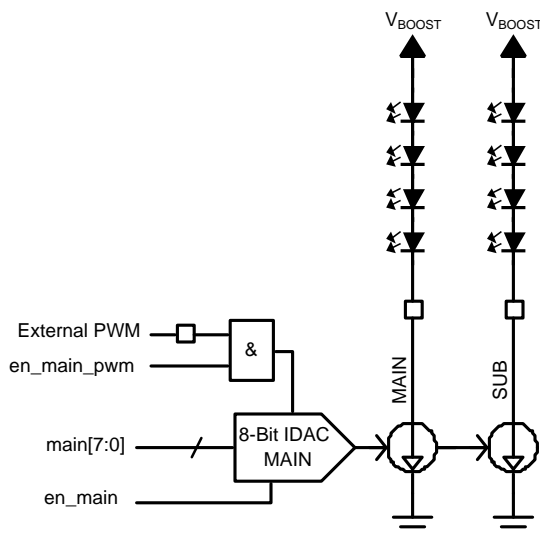 VBOOST VBOOST
External PWM
&
en_main_pwm
MAIN
SUB
main[7:0]
8-Bit IDAC
MAIN
en_main